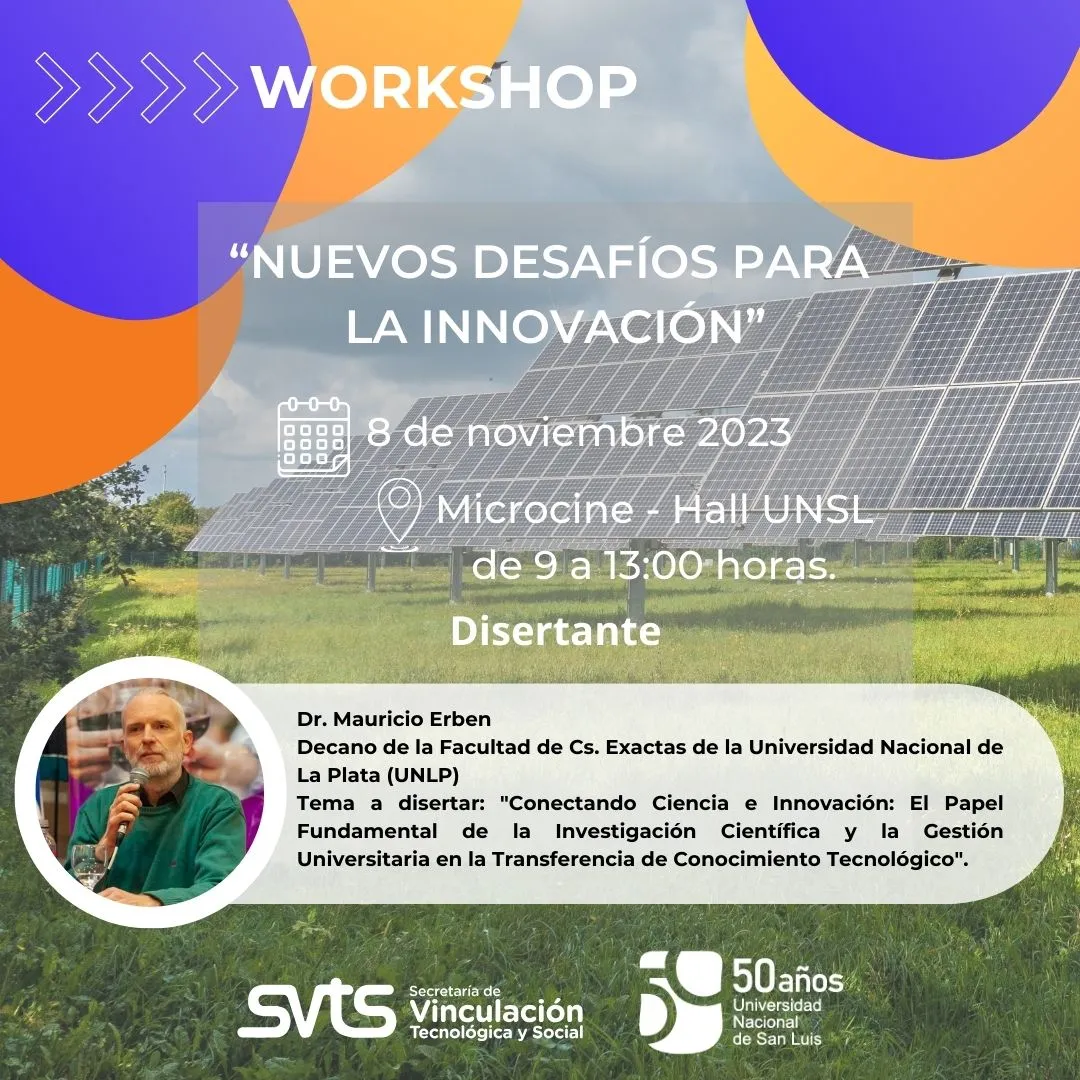 WORKSHOP
“NUEVOS DESAFÍOS PARA
LA INNOVACIÓN”
8 de noviembre 2023
Microcine - Hall UNSL
de 9 a 13:00 horas.
Disertante
Dr. Mauricio Erben
Decano de la Facultad de Cs. Exactas de la Universidad Nacional de
La Plata (UNLP)
Tema a disertar: "Conectando Ciencia e Innovación: El Papel
Fundamental de la Investigación Científica y la Gestión
Universitaria en la Transferencia de Conocimiento Tecnológico".
svts
Secretaría de
Vinculación
Tecnológica y Social
50 años
Universidad
Nacional
de San Luis